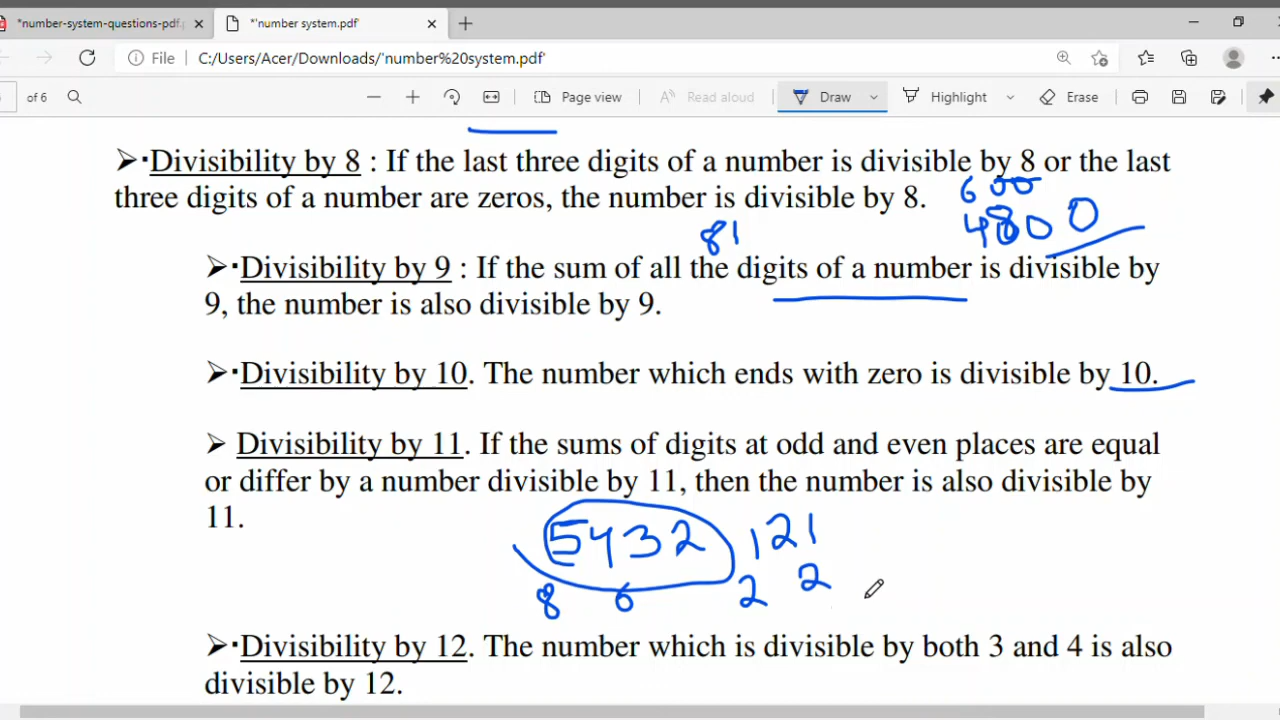 *number-system-questions-pdf.p
*'number system.pdf'
File C:/Users/Acer/Downloads/'number%20system.pdf'
of 6 Page view Read aloud Draw Highlight Erase
➢·Divisibility by 8 : If the last three digits of a number is divisible by 8 or the last
three digits of a number are zeros, the number is divisible by 8.
600
4800 0
81
➢·Divisibility by 9 : If the sum of all the digits of a number is divisible by
9, the number is also divisible by 9.
➢·Divisibility by 10. The number which ends with zero is divisible by 10.
➢ Divisibility by 11. If the sums of digits at odd and even places are equal
or differ by a number divisible by 11, then the number is also divisible by
11.
5432 121
8 6 2 2
➢·Divisibility by 12. The number which is divisible by both 3 and 4 is also
divisible by 12.